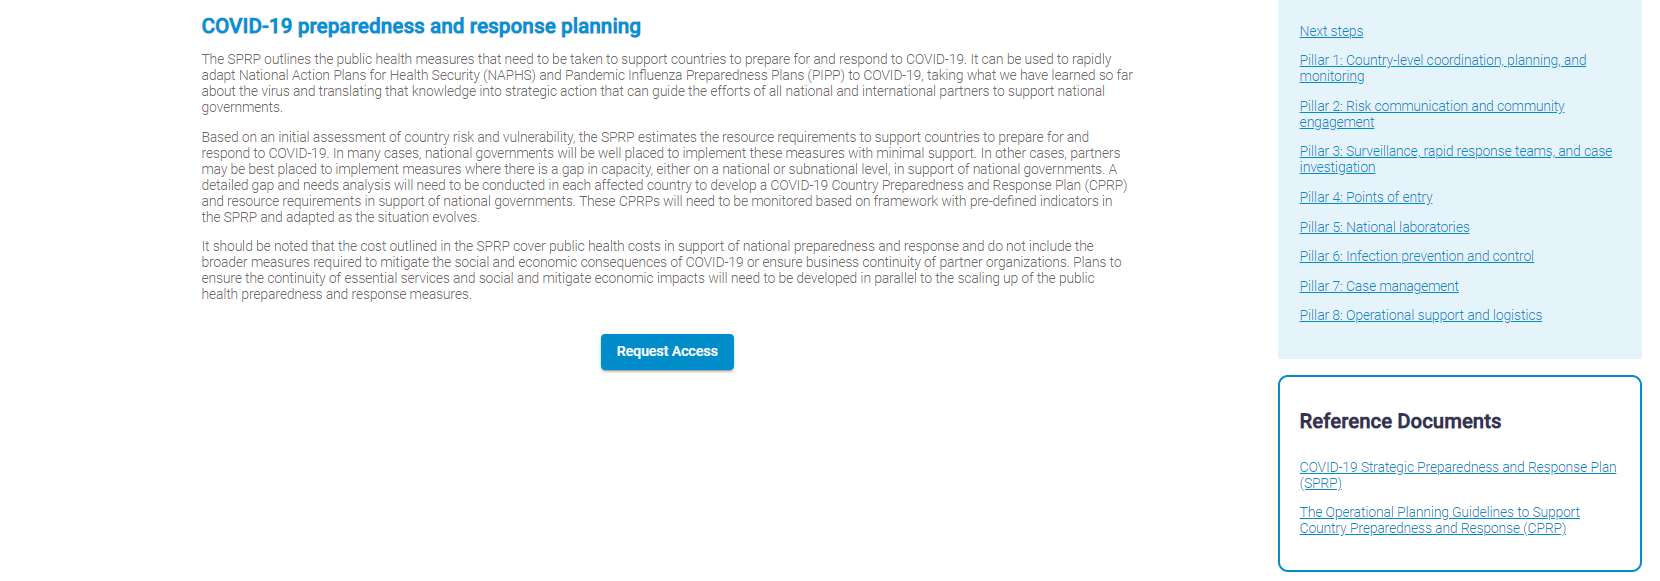 COVID-19 preparedness and response planning
The SPRP outlines the public health measures that need to be taken to support countries to prepare for and respond to COVID-19. It can be used to rapidly
adapt National Action Plans for Health Security (NAPHS) and Pandemic Influenza Preparedness Plans (PIPP) to COVID-19, taking what we have learned so far
about the virus and translating that knowledge into strategic action that can guide the efforts of all national and international partners to support national
governments.
Based on an initial assessment of country risk and vulnerability, the SPRP estimates the resource requirements to support countries to prepare for and
respond to COVID-19. In many cases, national governments will be well placed to implement these measures with minimal support. In other cases, partners
may be best placed to implement measures where there is a gap in capacity, either on a national or subnational level, in support of national governments. A
detailed gap and needs analysis will need to be conducted in each affected country to develop a COVID-19 Country Preparedness and Response Plan (CPRP)
and resource requirements in support of national governments. These CPRPs will need to be monitored based on framework with pre-defined indicators in
the SPRP and adapted as the situation evolves.
It should be noted that the cost outlined in the SPRP cover public health costs in support of national preparedness and response and do not include the
broader measures required to mitigate the social and economic consequences of COVID-19 or ensure business continuity of partner organizations. Plans to
ensure the continuity of essential services and social and mitigate economic impacts will need to be developed in parallel to the scaling up of the public
health preparedness and response measures.
Request Access
Next steps
Pillar 1: Country-level coordination, planning, and
monitoring
Pillar 2: Risk communication and community
engagement
Pillar 3: Surveillance, rapid response teams, and case
investigation
Pillar 4: Points of entry
Pillar 5: National laboratories
Pillar 6: Infection prevention and control
Pillar 7: Case management
Pillar 8: Operational support and logistics
Reference Documents
COVID-19 Strategic Preparedness and Response Plan
(SPRP)
The Operational Planning Guidelines to Support
Country Preparedness and Response (CPRP)